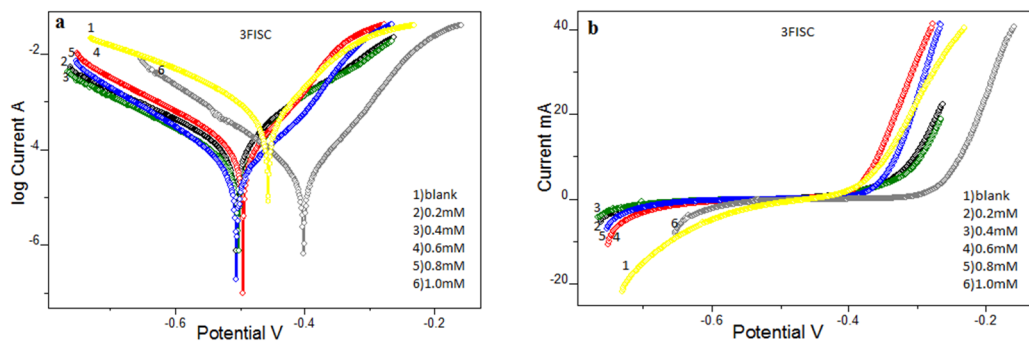 a
3FISC
1
5
4
2
3
6
-2
-4
-6
log Current A
-0.6
-0.4
-0.2
Potential V
1)blank
2)0.2mM
3)0.4mM
4)0.6mM
5)0.8mM
6)1.0mM
b
3FISC
40
20
0
-20
Current mA
3
2
5 4
6
1
-0.6
-0.4
-0.2
Potential V
1)blank
2)0.2mM
3)0.4mM
4)0.6mM
5)0.8mM
6)1.0mM